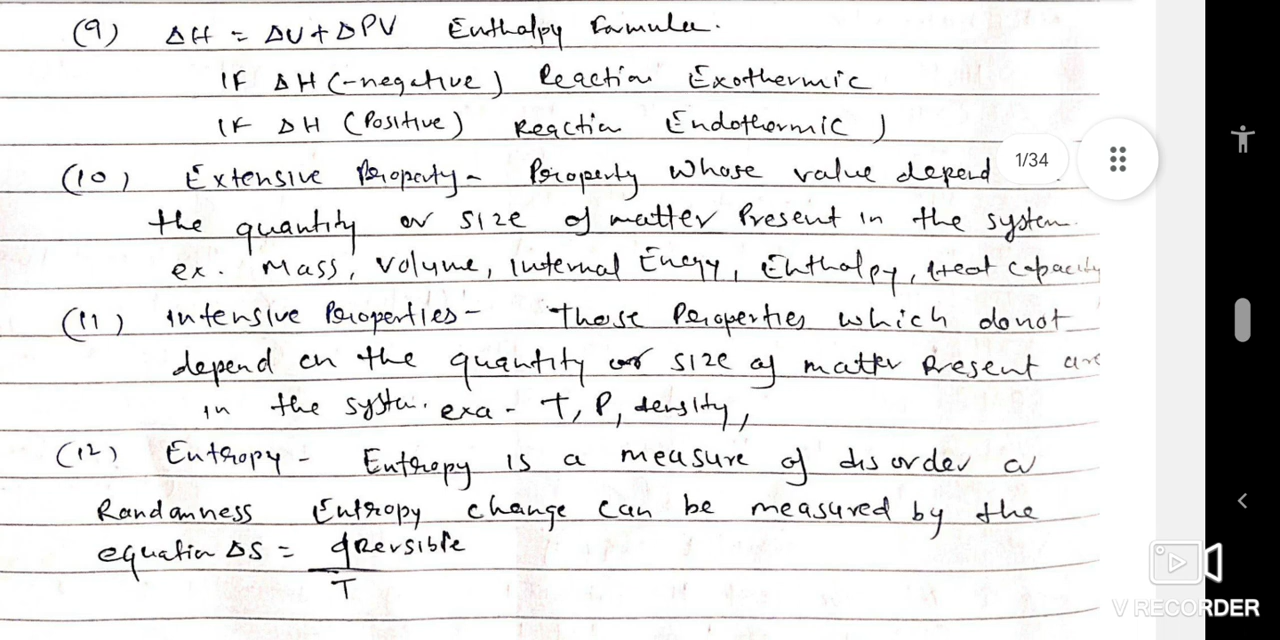 (9) ΔH = ΔU + ΔPV Enthalpy Formula.
IF ΔH (-negative) Reaction Exothermic
IF ΔH (Positive) Reaction Endothermic )
1/34
(10) Extensive Property - Property whose value depend
the quantity or size of matter Present in the system.
ex. Mass, Volume, Internal Energy, Enthalpy, Heat capacity
(11) Intensive Properties - Those Properties which donot
depend on the quantity or size of matter Present are
in the system. exa - T, P, density,
(12) Entropy - Entropy is a measure of disorder or
Randomness Entropy change can be measured by the
equation ΔS = qReversible
T
V RECORDER